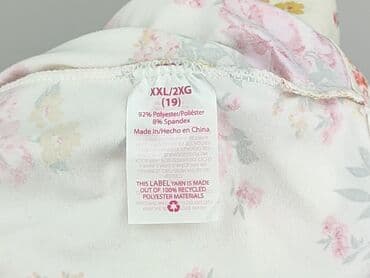 XXL/2XG
(19)
92% Polyester/Poliéster
8% Spandex
Made in/Hecho en China
THIS LABEL YARN IS MADE
OUT OF 100% RECYCLED
POLYESTER MATERIALS